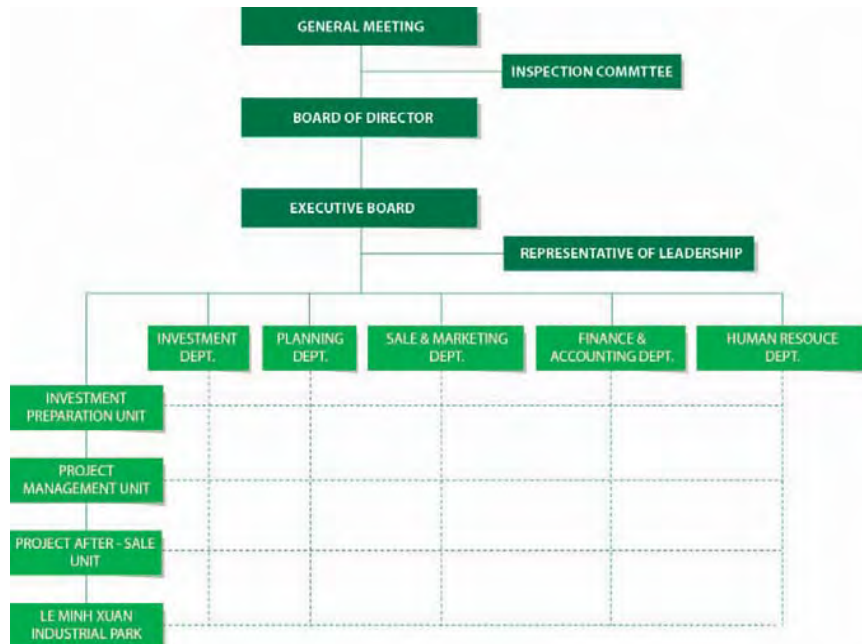 GENERAL MEETING
INSPECTION COMMTTEE
BOARD OF DIRECTOR
EXECUTIVE BOARD
REPRESENTATIVE OF LEADERSHIP
INVESTMENT
DEPT.
PLANNING
DEPT.
SALE & MARKETING
DEPT.
FINANCE &
ACCOUNTING DEPT.
HUMAN RESOUCE
DEPT.
INVESTMENT
PREPARATION UNIT
PROJECT
MANAGEMENT UNIT
PROJECT AFTER - SALE
UNIT
LE MINH XUAN
INDUSTRIAL PARK